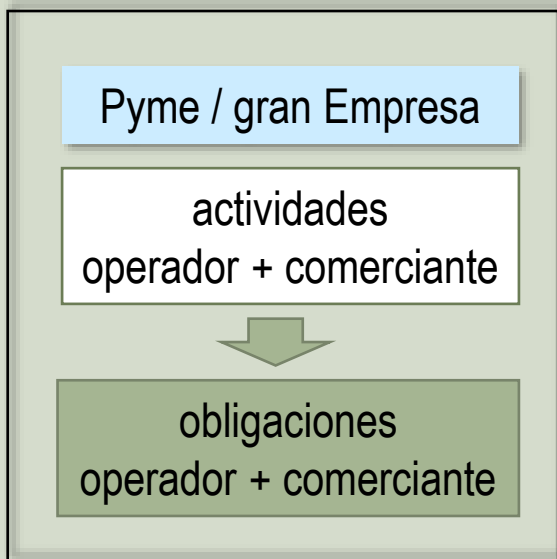 Pyme / gran Empresa
actividades
operador + comerciante
obligaciones
operador + comerciante